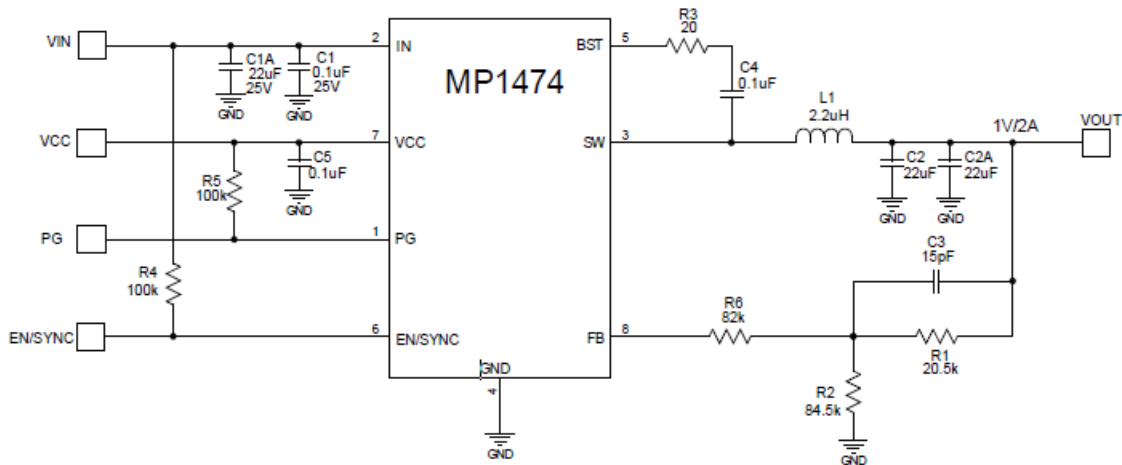 VIN
2
IN
C1A
22uF
25V
GND
C1
0.1uF
25V
GND
MP1474
BST
5
R3
20
C4
0.1uF
VCC
7
VCC
C5
0.1uF
GND
R5
100k
SW
3
L1
2.2uH
1V/2A
VOUT
C2
22uF
GND
C2A
22uF
GND
PG
1
PG
R4
100k
C3
15pF
EN/SYNC
6
EN/SYNC
FB
8
R6
82k
R1
20.5k
R2
84.5k
GND
GND
4
GND